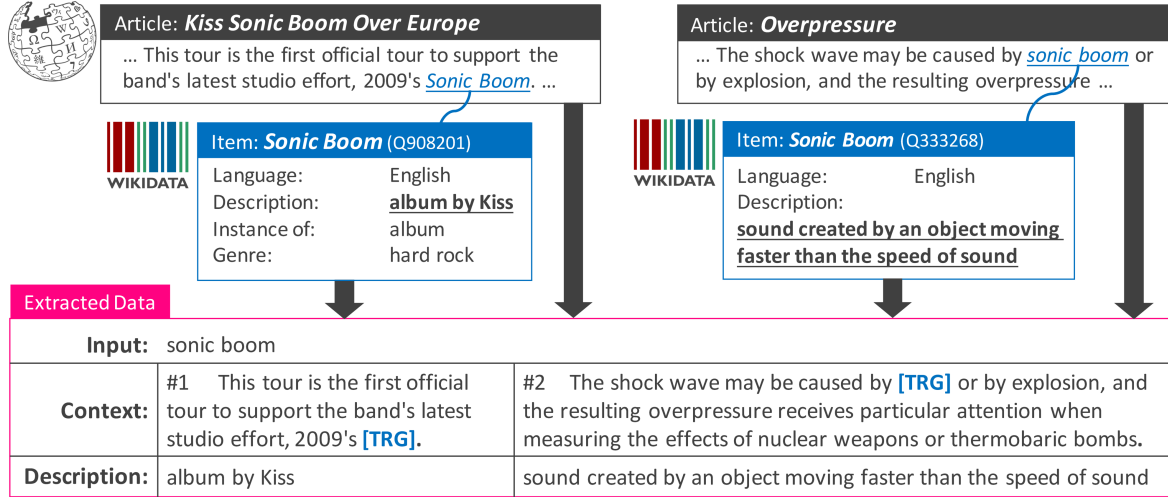 Article: Kiss Sonic Boom Over Europe
... This tour is the first official tour to support the
band's latest studio effort, 2009's Sonic Boom. ...
Article: Overpressure
... The shock wave may be caused by sonic boom or
by explosion, and the resulting overpressure ...
WIKIDATA
Item: Sonic Boom (Q908201)
Language: English
Description: album by Kiss
Instance of: album
Genre: hard rock
WIKIDATA
Item: Sonic Boom (Q333268)
Language: English
Description:
sound created by an object moving
faster than the speed of sound
Extracted Data
Input: sonic boom
Context:
#1 This tour is the first official
tour to support the band's latest
studio effort, 2009's [TRG].
#2 The shock wave may be caused by [TRG] or by explosion, and
the resulting overpressure receives particular attention when
measuring the effects of nuclear weapons or thermobaric bombs.
Description: album by Kiss
sound created by an object moving faster than the speed of sound